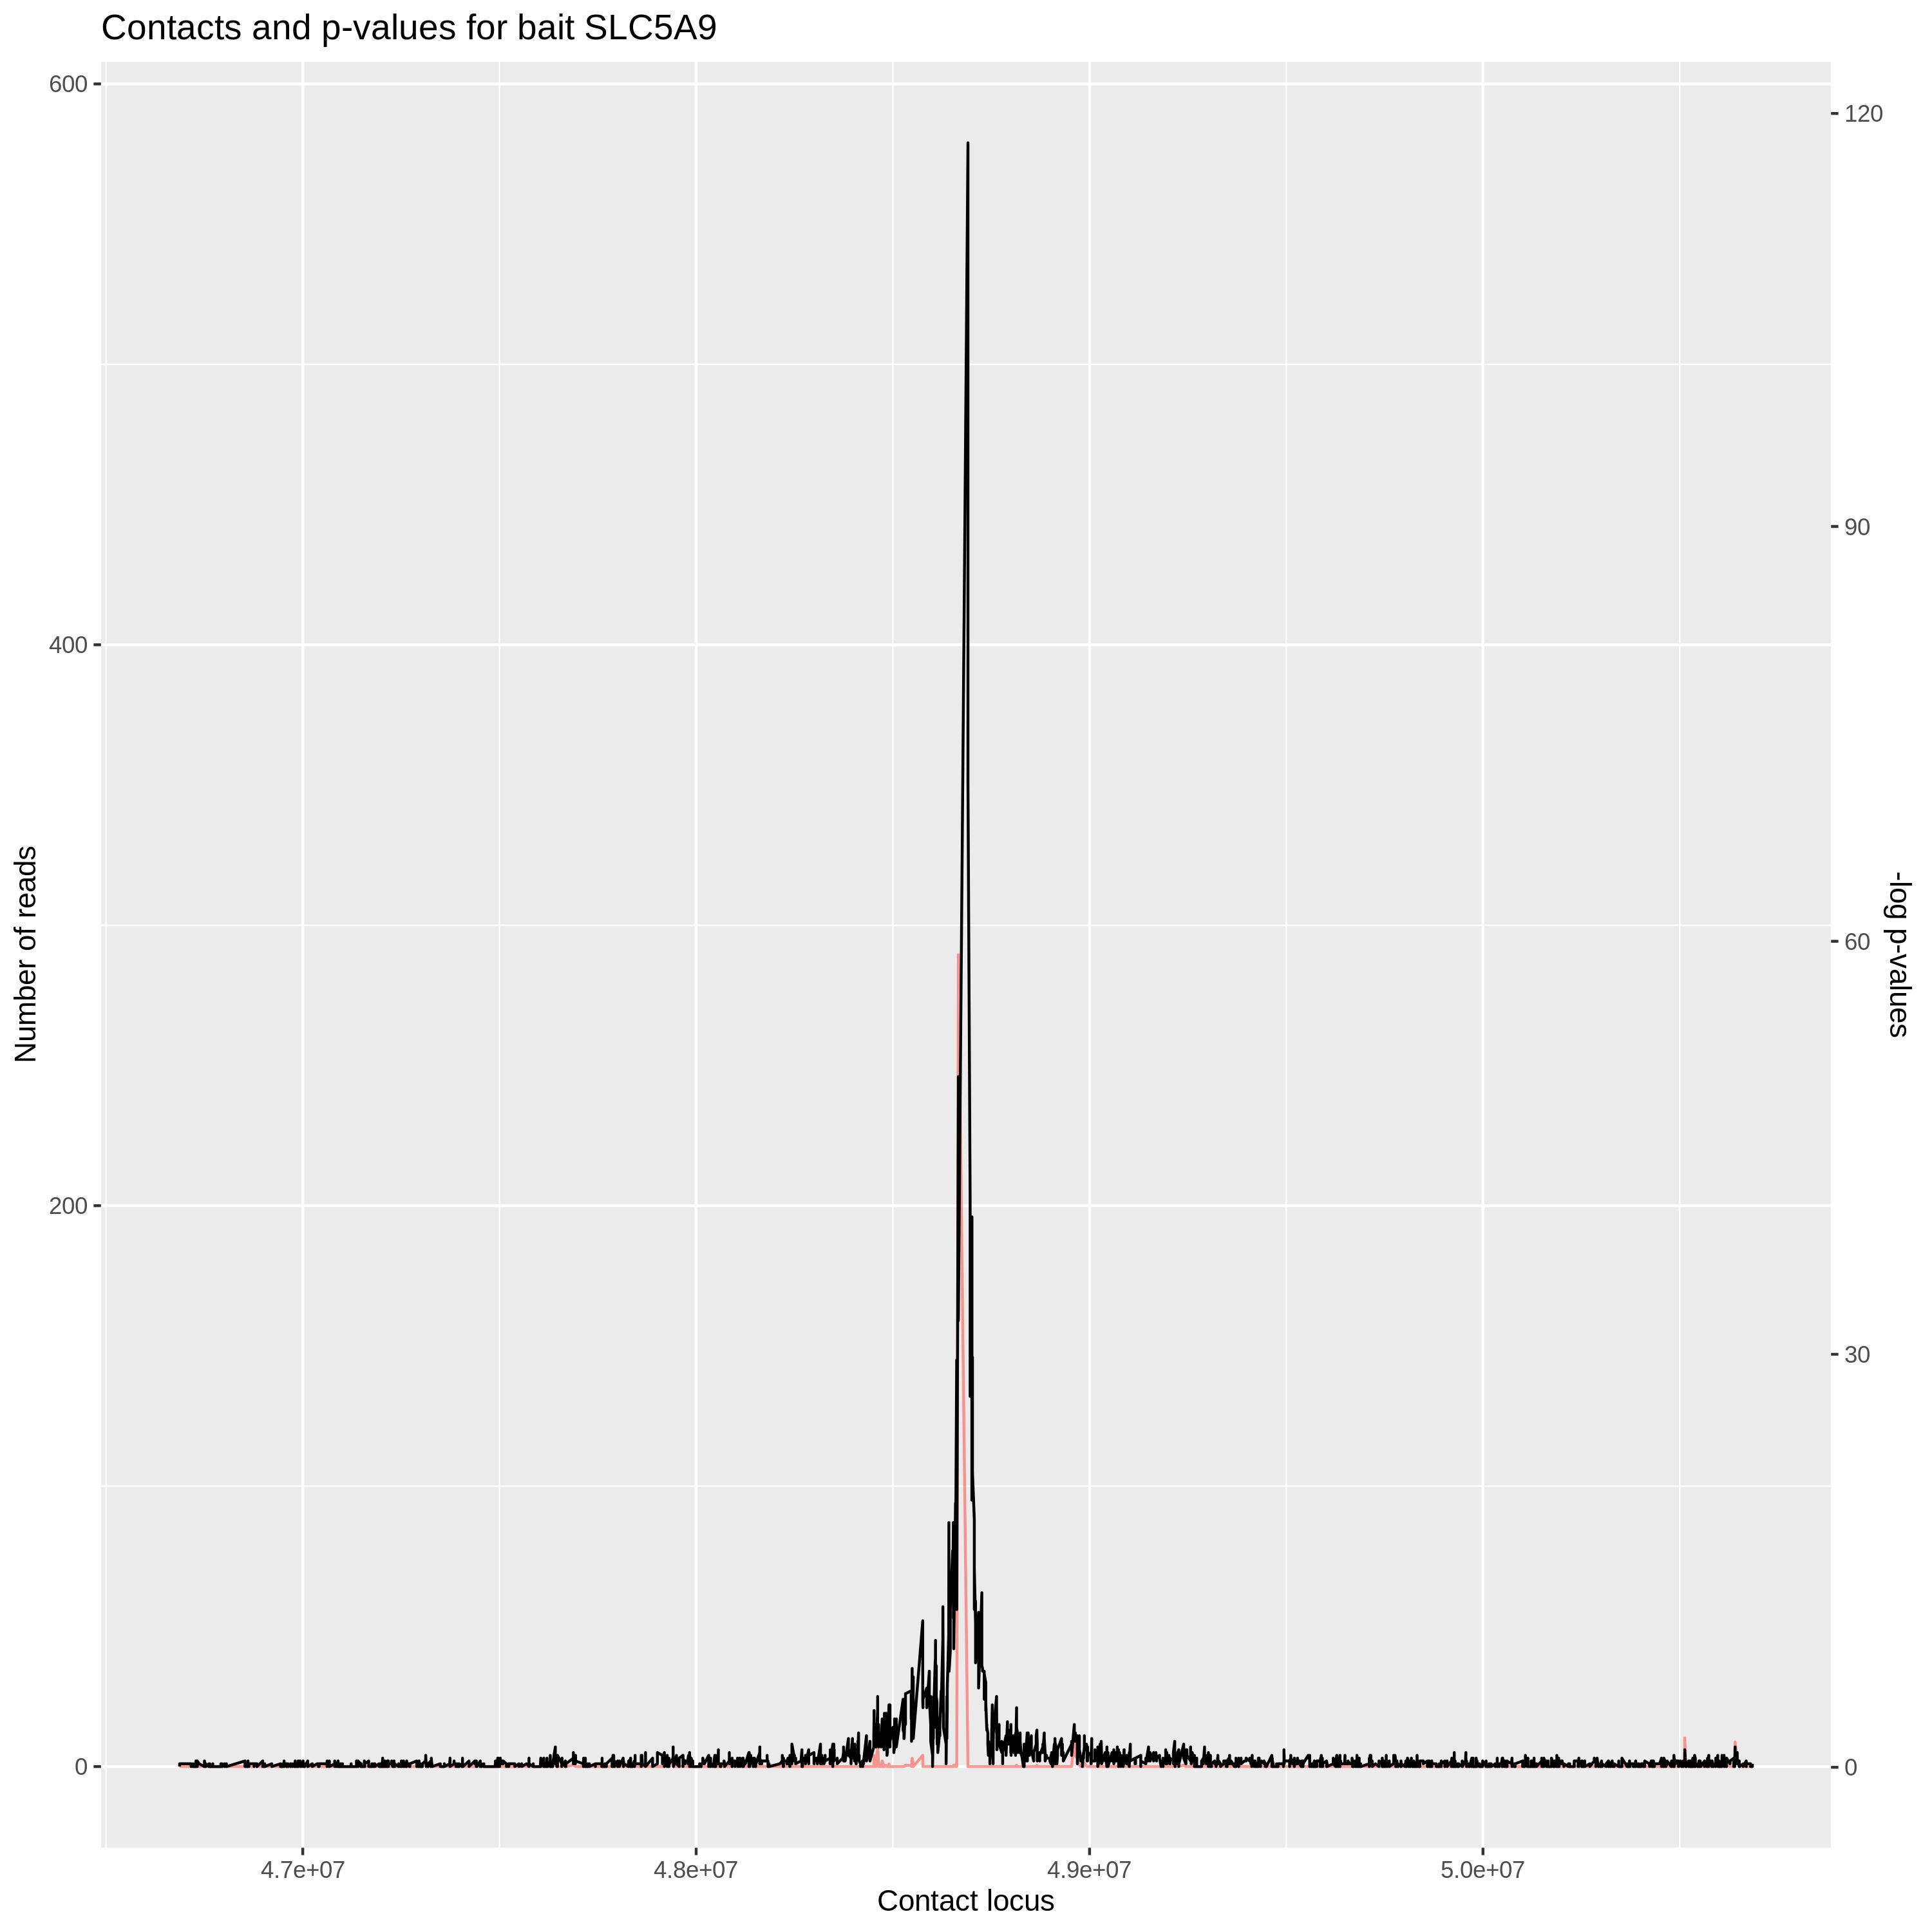 Contacts and p-values for bait SLC5A9
600
400
200
0
Number of reads
120
90
60
30
0
-log p-values
4.7e+07 4.8e+07 4.9e+07 5.0e+07
Contact locus